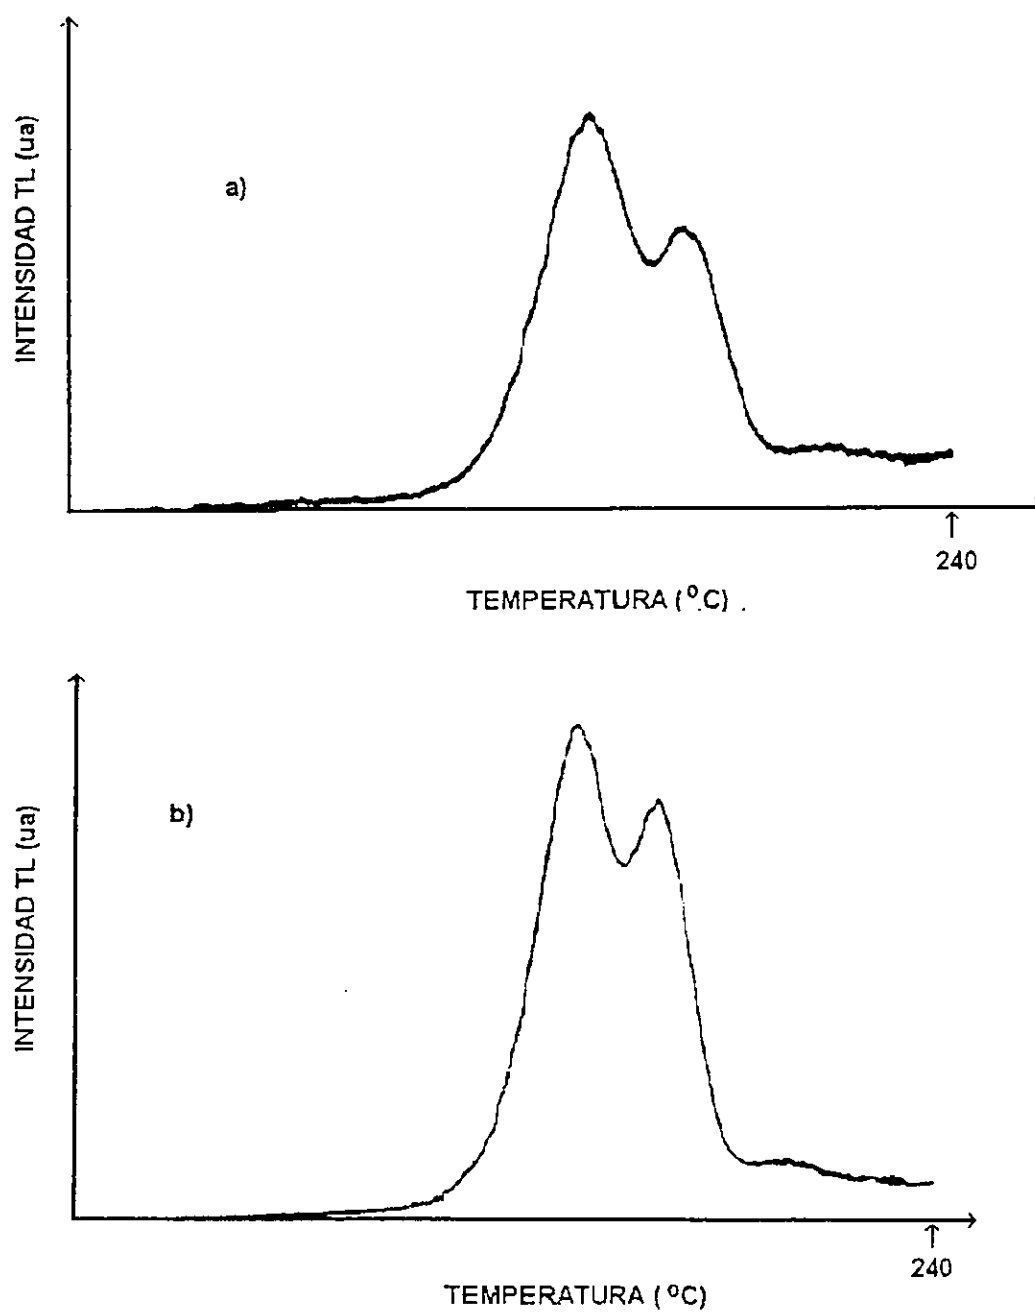 INTENSIDAD TL (ua)
a)
240
TEMPERATURA (°C)
INTENSIDAD TL (ua)
b)
240
TEMPERATURA (°C)